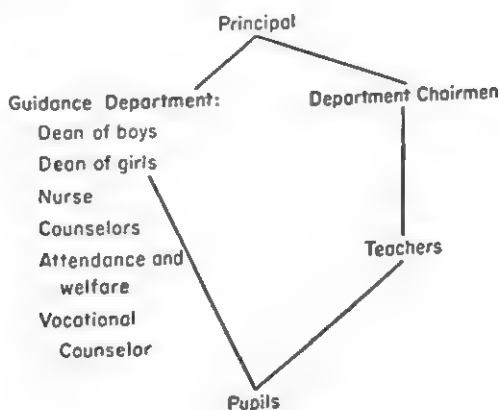 Principal
Guidance Department:
Dean of boys
Dean of girls
Nurse
Counselors
Attendance and
welfare
Vocational
Counselor
Department Chairmen
Teachers
Pupils